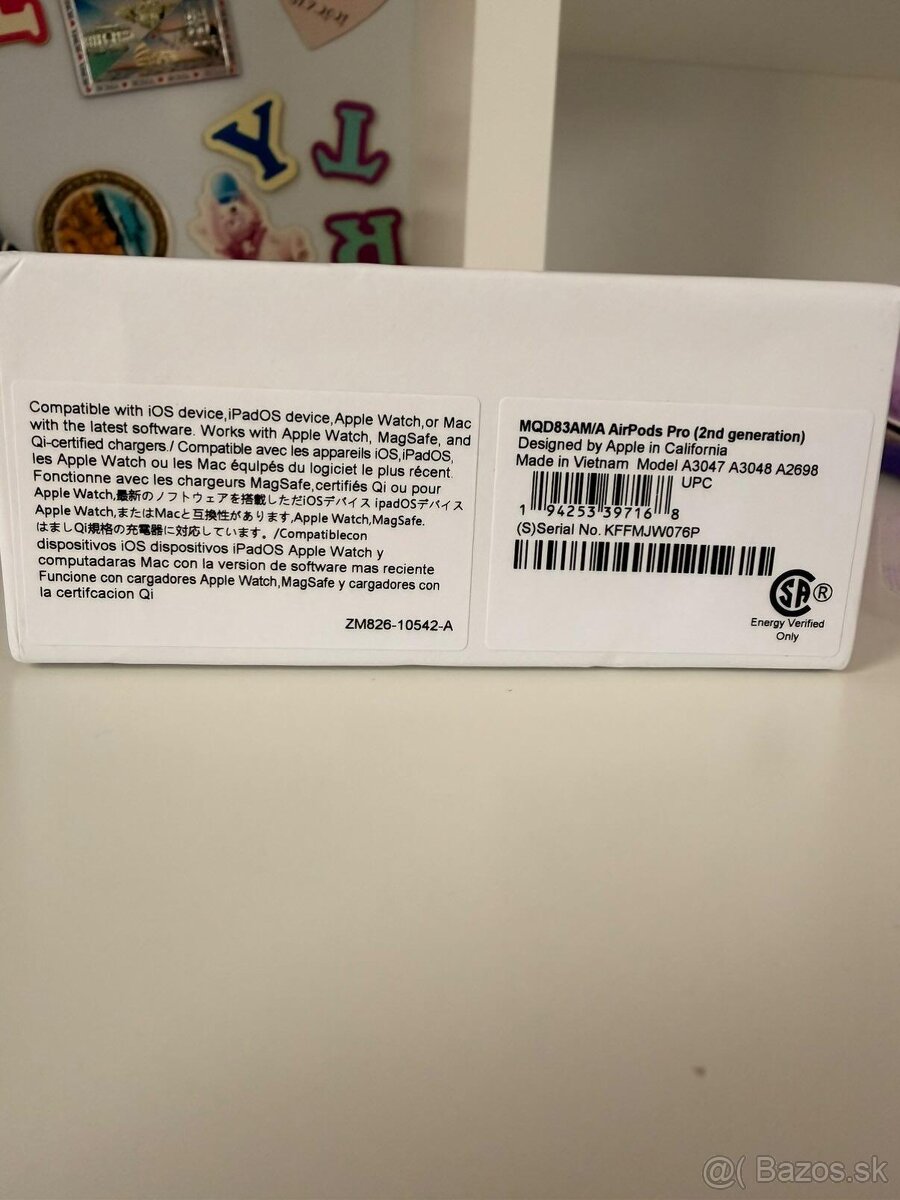 Y
T
R
Compatible with iOS device,iPadOS device,Apple Watch,or Mac
with the latest software. Works with Apple Watch, MagSafe, and
Qi-certified chargers./ Compatible avec les appareils iOS,iPadOS,
les Apple Watch ou les Mac équlpés du logiciet le plus récent.
Fonctionne avec les chargeurs MagSafe,certifiés Qi ou pour
Apple Watch,最新のノフトウェアを搭載しただiOSデバイス ipadOSデバイス
Apple Watch,またはMacと互換性があります,Apple Watch,MagSafe.
はましQi規格の充電器に対応しています。/Compatiblecon
dispositivos iOS dispositivos iPadOS Apple Watch y
computadaras Mac con la version de software mas reciente
Funcione con cargadores Apple Watch,MagSafe y cargadores con
la certifcacion Qi
ZM826-10542-A
MQD83AM/A AirPods Pro (2nd generation)
Designed by Apple in California
Made in Vietnam Model A3047 A3048 A2698
UPC
1 94253 39716 8
(S)Serial No. KFFMJW076P
SA ®
Energy Verified
Only
@( Bazos.sk